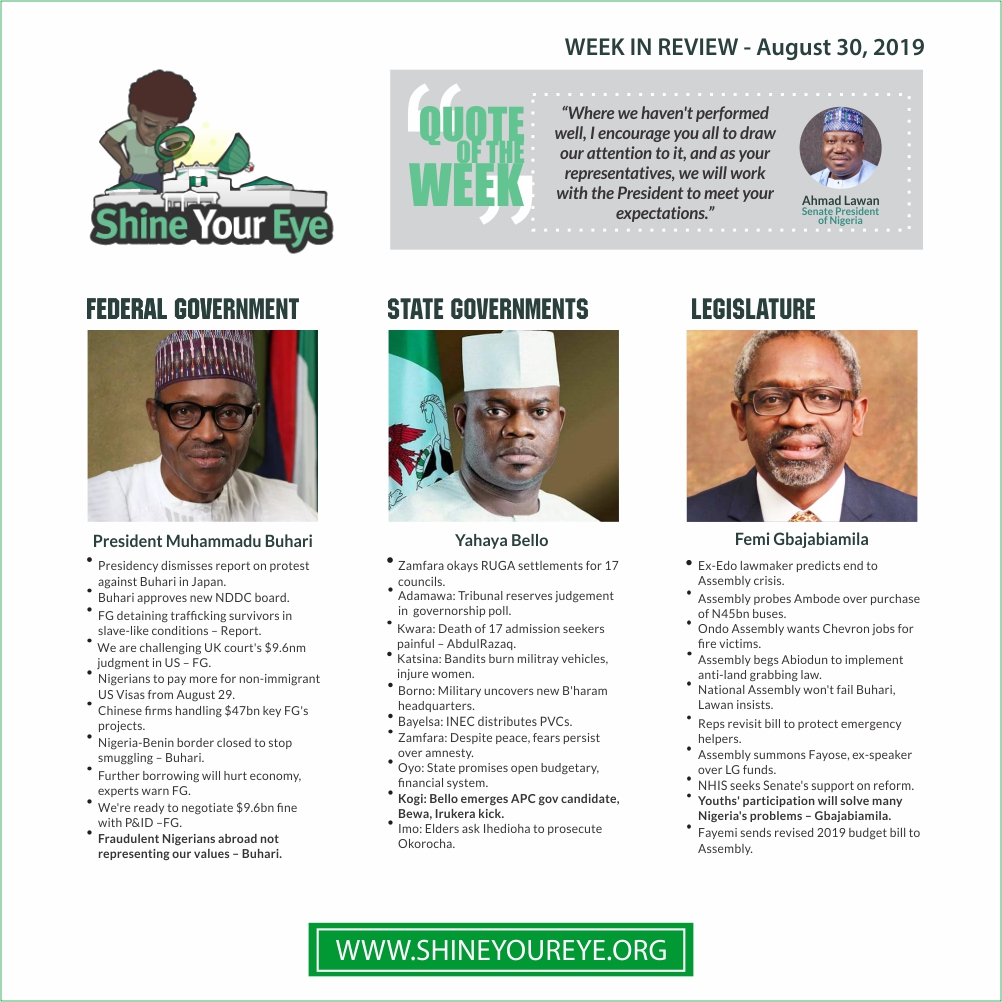 WEEK IN REVIEW - August 30, 2019
Shine Your Eye
QUOTE
OF THE
WEEK
“Where we haven't performed
well, I encourage you all to draw
our attention to it, and as your
representatives, we will work
with the President to meet your
expectations.”
Ahmad Lawan
Senate President
of Nigeria
FEDERAL GOVERNMENT
President Muhammadu Buhari
• Presidency dismisses report on protest
against Buhari in Japan.
• Buhari approves new NDDC board.
• FG detaining trafficking survivors in
slave-like conditions – Report.
• We are challenging UK court's $9.6nm
judgment in US – FG.
• Nigerians to pay more for non-immigrant
US Visas from August 29.
• Chinese firms handling $47bn key FG's
projects.
• Nigeria-Benin border closed to stop
smuggling – Buhari.
• Further borrowing will hurt economy,
experts warn FG.
• We're ready to negotiate $9.6bn fine
with P&ID –FG.
• Fraudulent Nigerians abroad not
representing our values – Buhari.
STATE GOVERNMENTS
Yahaya Bello
• Zamfara okays RUGA settlements for 17
councils.
• Adamawa: Tribunal reserves judgement
in governorship poll.
• Kwara: Death of 17 admission seekers
painful – AbdulRazaq.
• Katsina: Bandits burn militray vehicles,
injure women.
• Borno: Military uncovers new B'haram
headquarters.
• Bayelsa: INEC distributes PVCs.
• Zamfara: Despite peace, fears persist
over amnesty.
• Oyo: State promises open budgetary,
financial system.
• Kogi: Bello emerges APC gov candidate,
Bewa, Irukera kick.
• Imo: Elders ask Ihedioha to prosecute
Okorocha.
LEGISLATURE
Femi Gbajabiamila
• Ex-Edo lawmaker predicts end to
Assembly crisis.
• Assembly probes Ambode over purchase
of N45bn buses.
• Ondo Assembly wants Chevron jobs for
fire victims.
• Assembly begs Abiodun to implement
anti-land grabbing law.
• National Assembly won't fail Buhari,
Lawan insists.
• Reps revisit bill to protect emergency
helpers.
• Assembly summons Fayose, ex-speaker
over LG funds.
• NHIS seeks Senate's support on reform.
• Youths' participation will solve many
Nigeria's problems – Gbajabiamila.
• Fayemi sends revised 2019 budget bill to
Assembly.
WWW.SHINEYOUREYE.ORG